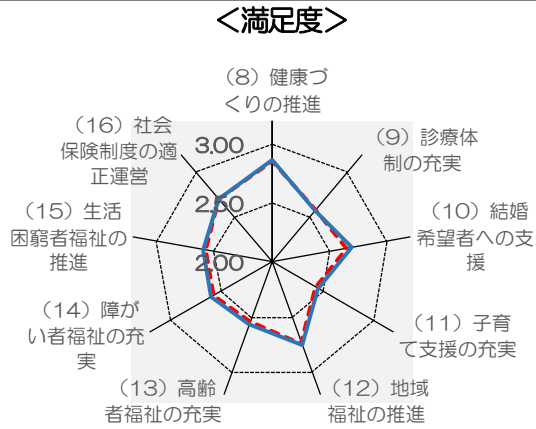 ＜満足度＞
（8）健康づ
くりの推進
（9）診療体
制の充実
（10）結婚
希望者への支
援
（11）子育
て支援の充実
（12）地域
福祉の推進
（13）高齢
者福祉の充実
（14）障が
い者福祉の充
実
（15）生活
困窮者福祉の
推進
（16）社会
保険制度の適
正運営
3.00
2.50
2.00